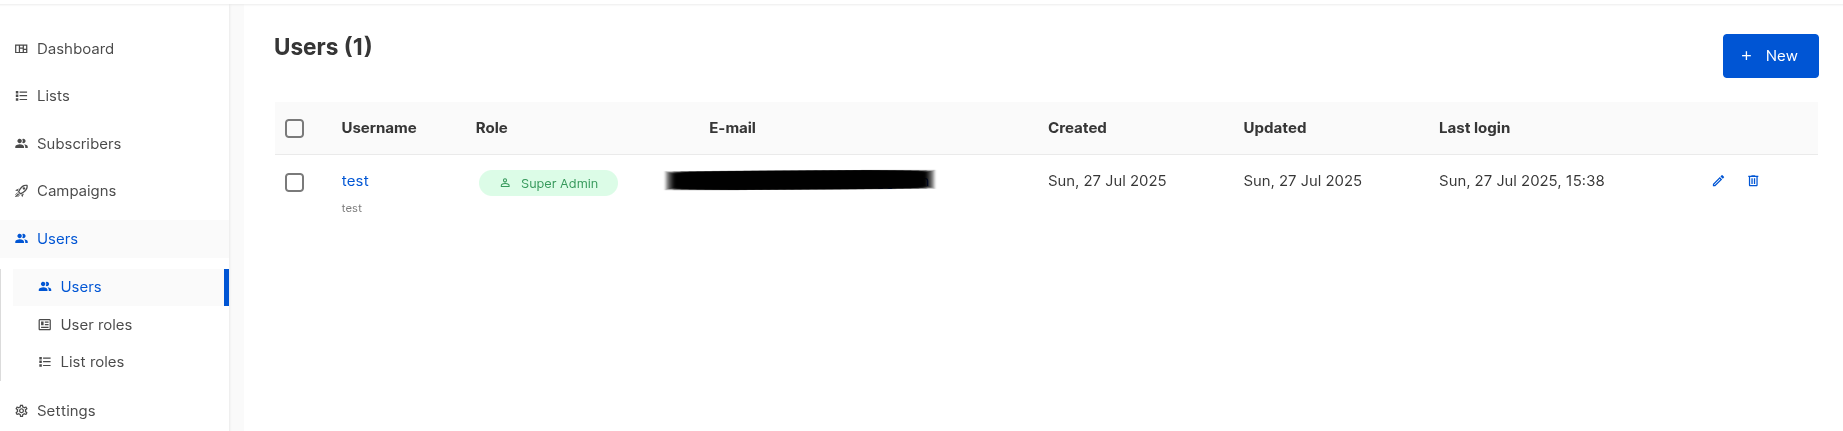 Dashboard
Lists
Subscribers
Campaigns
Users
Users
User roles
List roles
Settings
Users (1)
+ New
Username Role E-mail Created Updated Last login
test Super Admin Sun, 27 Jul 2025 Sun, 27 Jul 2025 Sun, 27 Jul 2025, 15:38
test